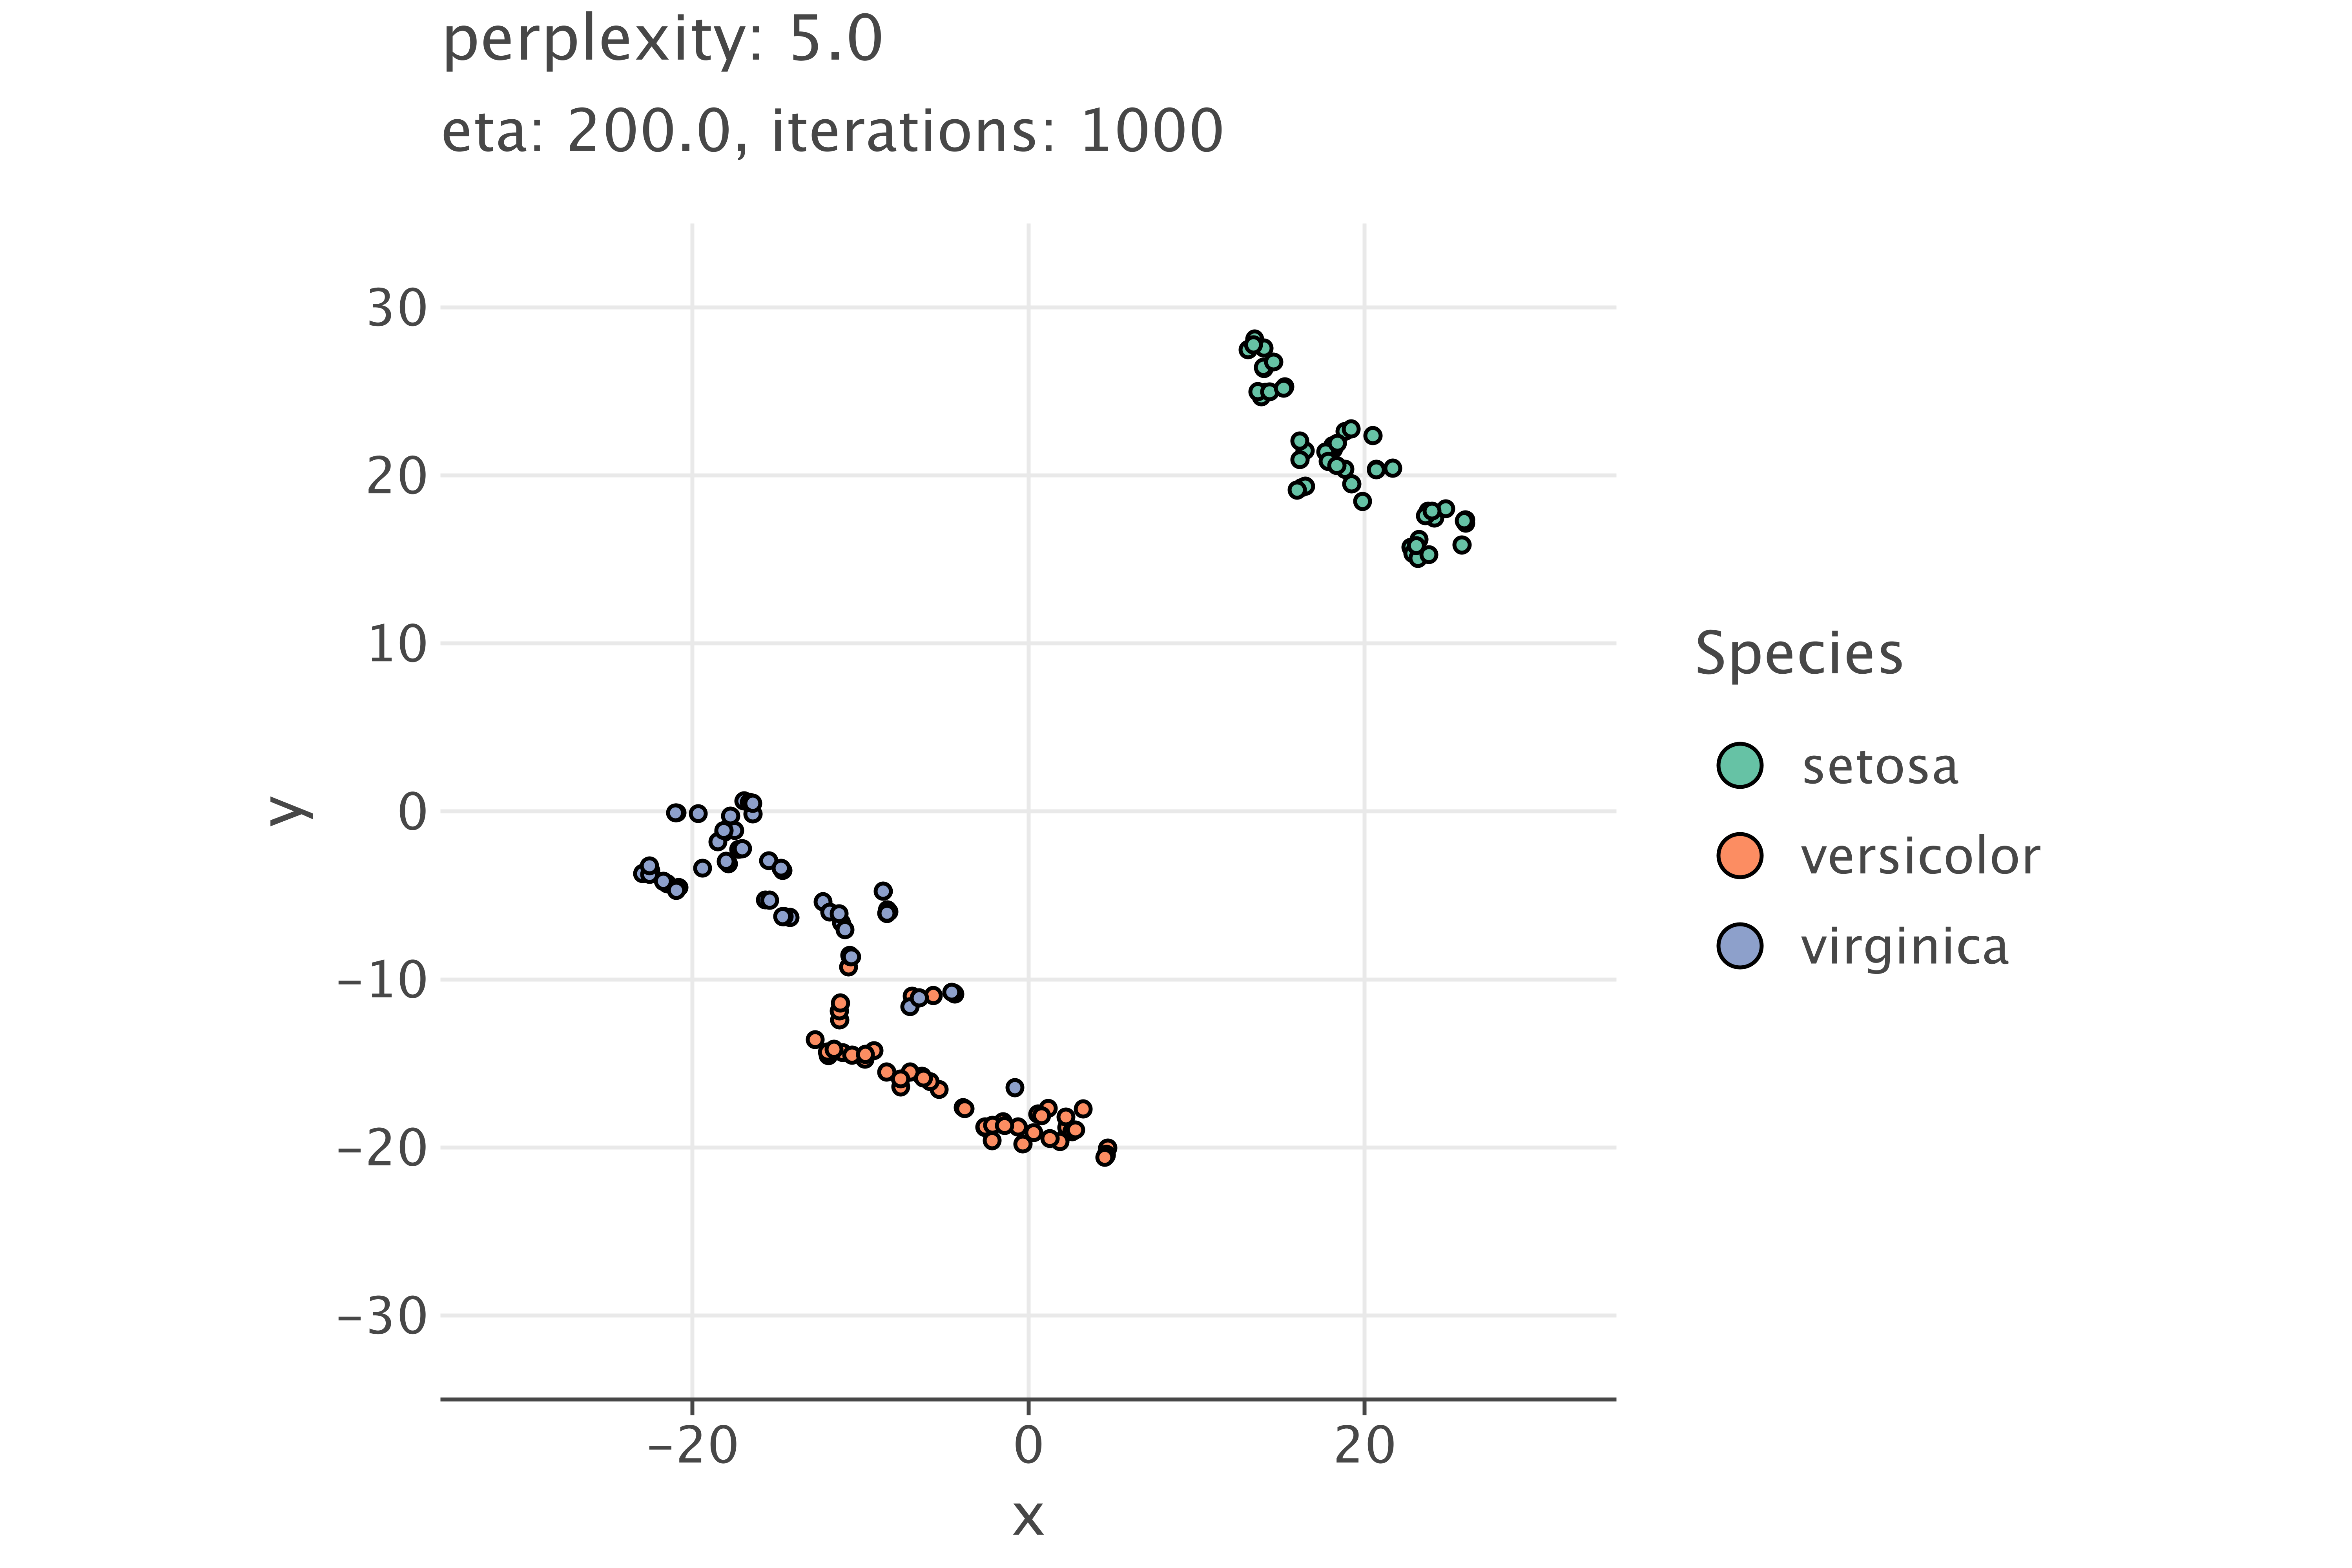 perplexity: 5.0
eta: 200.0, iterations: 1000
30
20
10
0
−10
−20
−30
y
−20 0 20
x
Species
setosa
versicolor
virginica